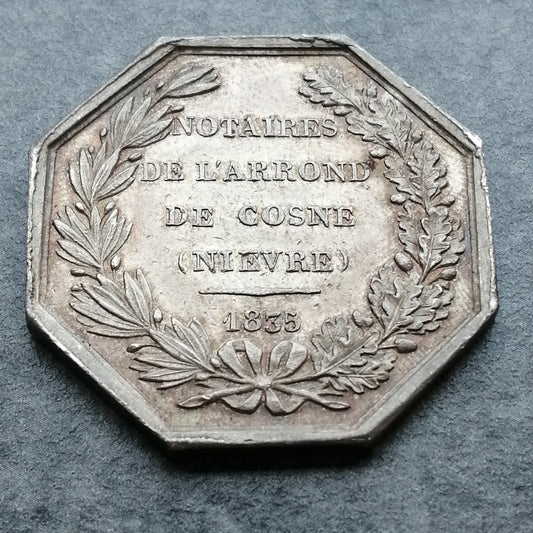 NOTAIRES
DE L'ARROND
DE COSNE
(NIEVRE)
1835